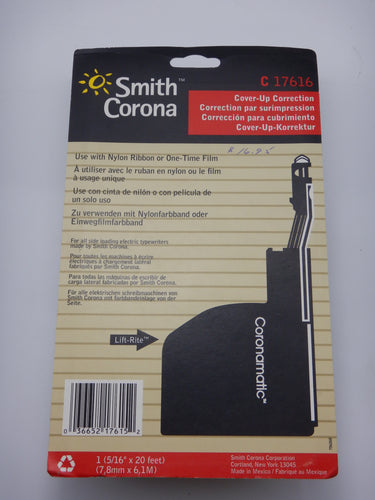 Smith™
Corona
C 17616
Cover-Up Correction
Correction par surimpression
Corrección para cubrimiento
Cover-Up-Korrektur
16.95
Use with Nylon Ribbon or One-Time Film
À utiliser avec le ruban en nylon ou le film
à usage unique
Use con cinta de nilón o con película de
un solo uso
Zu verwenden mit Nylonfarbband oder
Einwegfilmfarbband
For all side loading electric typewriters
made by Smith Corona.
Pour toutes les machines à écrire
électriques à chargement latéral
fabriqués par Smith Corona.
Para todas las máquinas de escribir de
carga lateral fabricadas por Smith Corona.
Für alle elektrischen schreibmaschinen von
Smith Corona mit farbbandeinlage von der
Seite.
Lift-Rite™
Coronamatic™
0 36652 17615 2
1 (5/16" x 20 feet)
(7,8mm x 6,1M)
Smith Corona Corporation
Cortland, New York 13045
Made in Mexico / Fabriqué au Mexique